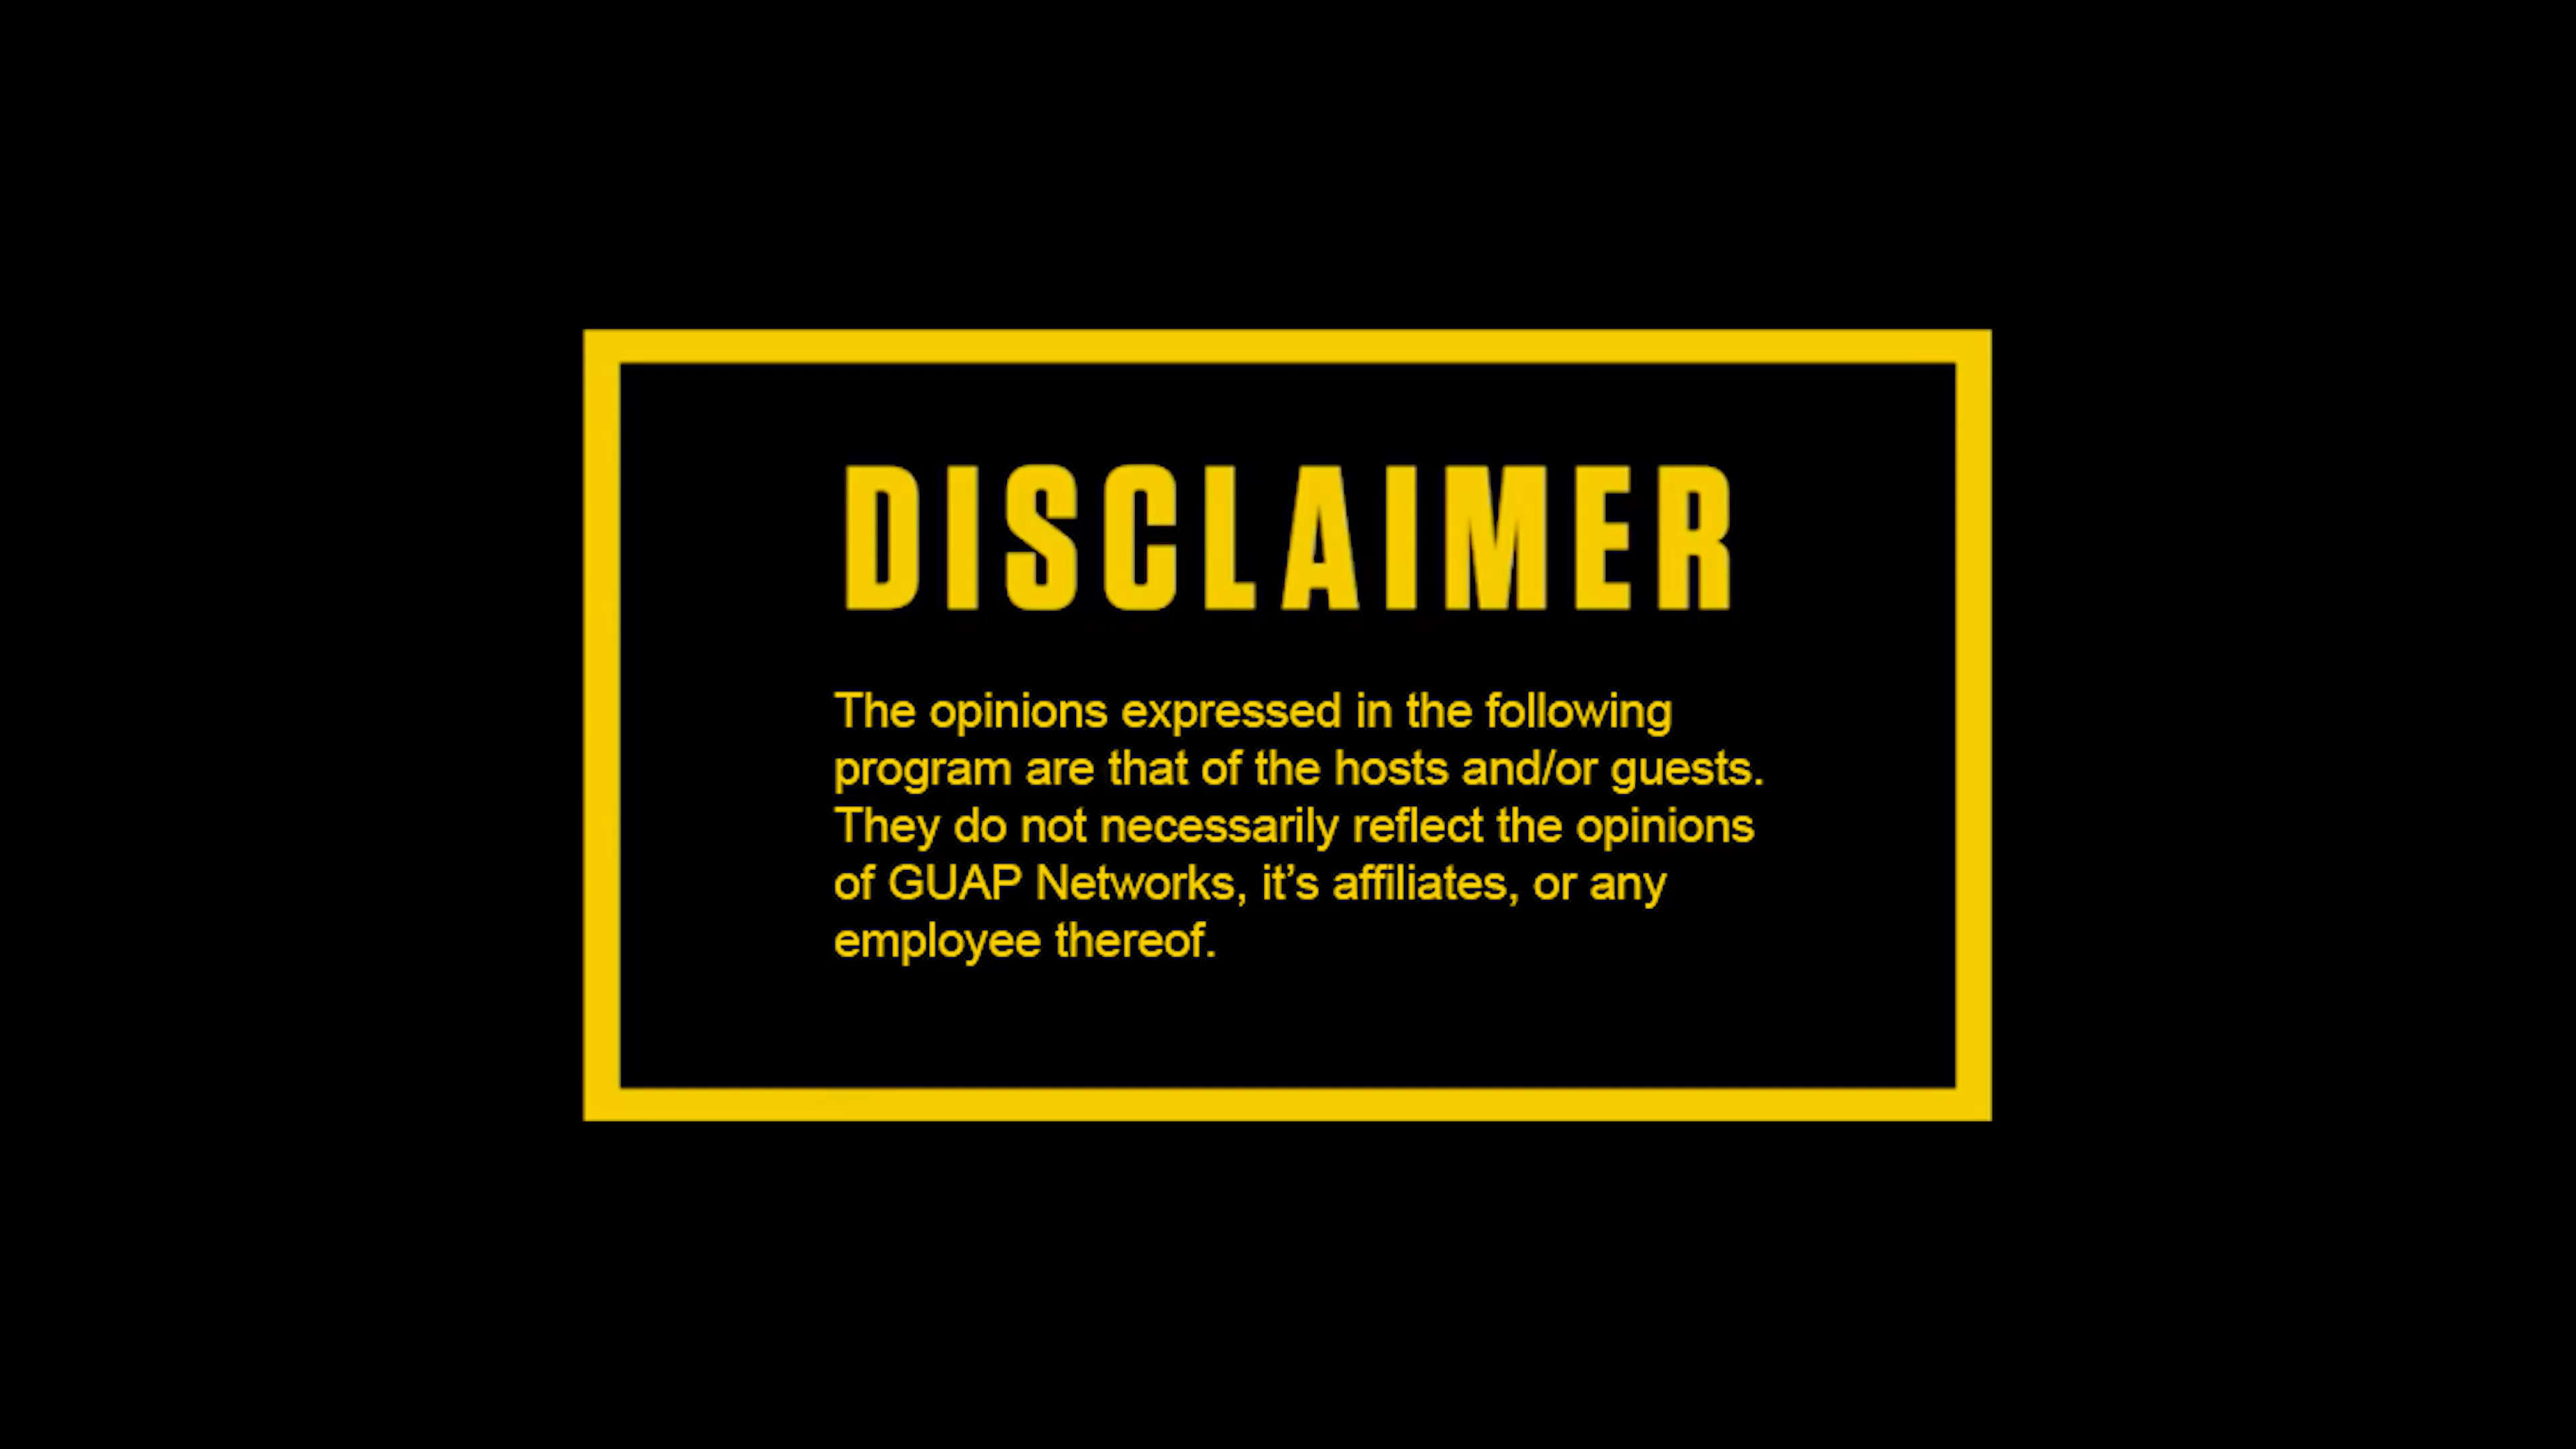 DISCLAIMER
The opinions expressed in the following
program are that of the hosts and/or guests.
They do not necessarily reflect the opinions
of GUAP Networks, it’s affiliates, or any
employee thereof.